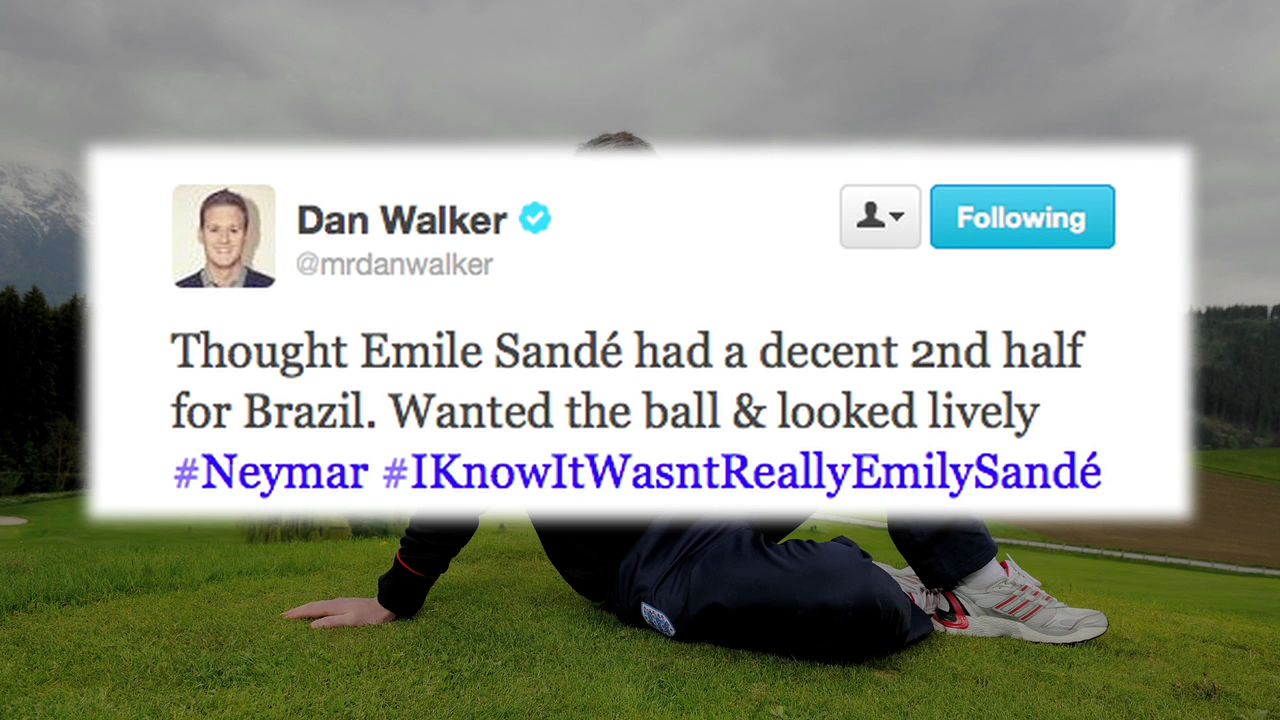 Dan Walker
@mrdanwalker
Following
Thought Emile Sandé had a decent 2nd half
for Brazil. Wanted the ball & looked lively
#Neymar #IKnowItWasntReallyEmilySandé